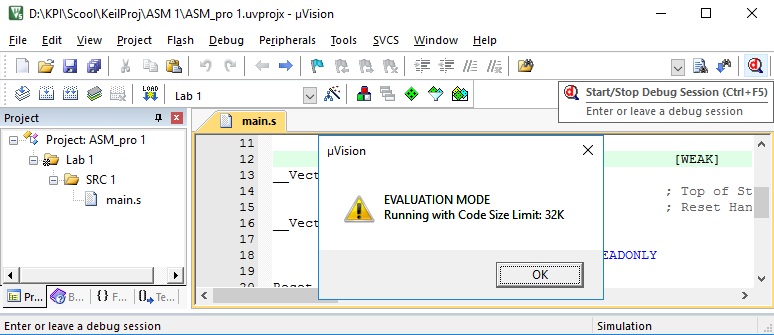 D:\KPI\Scool\KeilProj\ASM 1\ASM_pro 1.uvprojx - µVision
File Edit View Project Flash Debug Peripherals Tools SVCS Window Help
Lab 1
LOAD
Start/Stop Debug Session (Ctrl+F5)
Enter or leave a debug session
Project
main.s
Project: ASM_pro 1
Lab 1
SRC 1
main.s
11
12 [WEAK]
13 __Vect
14 ; Top of St
15 ; Reset Han
16 __Vect
17
18 EADONLY
19
20 Reset
µVision
EVALUATION MODE
Running with Code Size Limit: 32K
OK
Pr... B... {} F... Te...
Enter or leave a debug session
Simulation